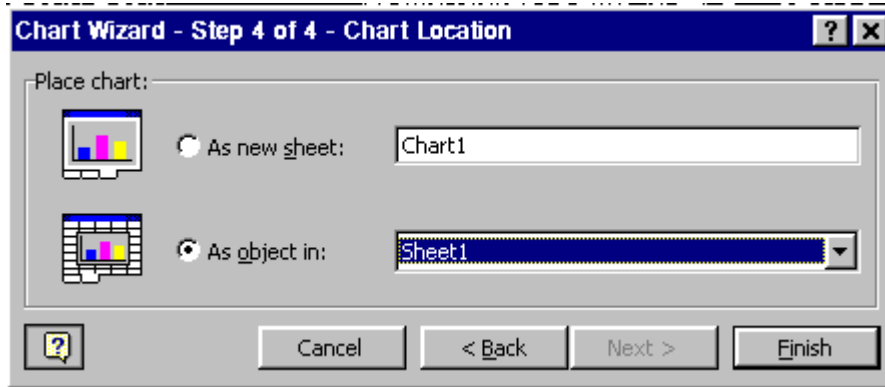 Chart Wizard - Step 4 of 4 - Chart Location
Place chart:
As new sheet: Chart1
As object in: Sheet1
Cancel < Back Next > Finish